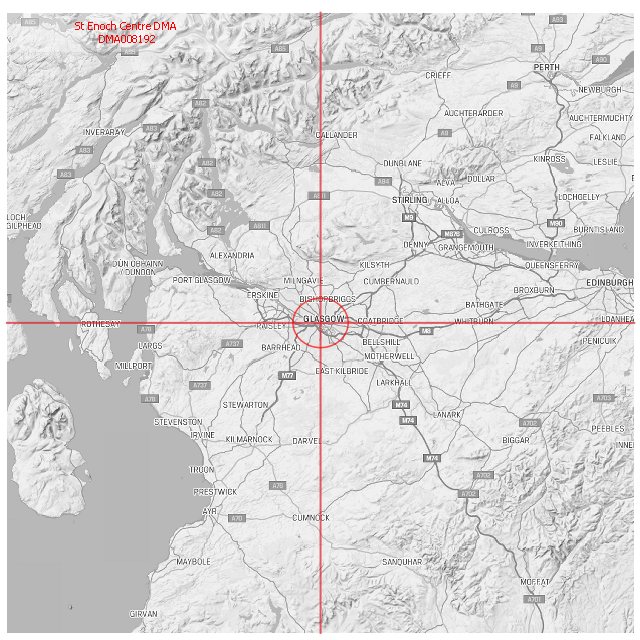 St Enoch Centre DMA
DMA008192
A85
A93
A85
A9
A90
PERTH
CRIEFF
A9
NEWBURGH
A82
AUCHTERARDER
AUCHTERMUCHTY
INVERARAY
A83
CALLANDER
A9
FALKLAND
A83
DUNBLANE
KINROSS
LESLIE
A82
A83
A84
ALVA
DOLLAR
A82
A811
STIRLING
ALLOA
LOCHGELLY
LOCH
GILPHEAD
M9
M90
A82
A811
M876
CULROSS
BURNTISLAND
DENNY
GRANGEMOUTH
INVERKEITHING
ALEXANDRIA
DUN OBHAINN
DUNOON
KILSYTH
QUEENSFERRY
PORT GLASGOW
MILNGAVIE
CUMBERNAULD
EDINBURGH
ERSKINE
BISHOPBRIGGS
BATHGATE
BROXBURN
ROTHESAY
A78
PAISLEY
GLASGOW
COATBRIDGE
M8
WHITBURN
LOANHEA
LARGS
A737
BARRHEAD
BELLSHILL
PENICUIK
MILLPORT
MOTHERWELL
M77
EAST KILBRIDE
A737
LARKHALL
A78
A703
STEWARTON
M74
STEVENSTON
M74
LANARK
A702
IRVINE
KILMARNOCK
DARVEL
BIGGAR
PEEBLES
INNE
M74
TROON
A702
PRESTWICK
A76
A702
AYR
A70
CUMNOCK
MAYBOLE
SANQUHAR
MOFFAT
A701
GIRVAN